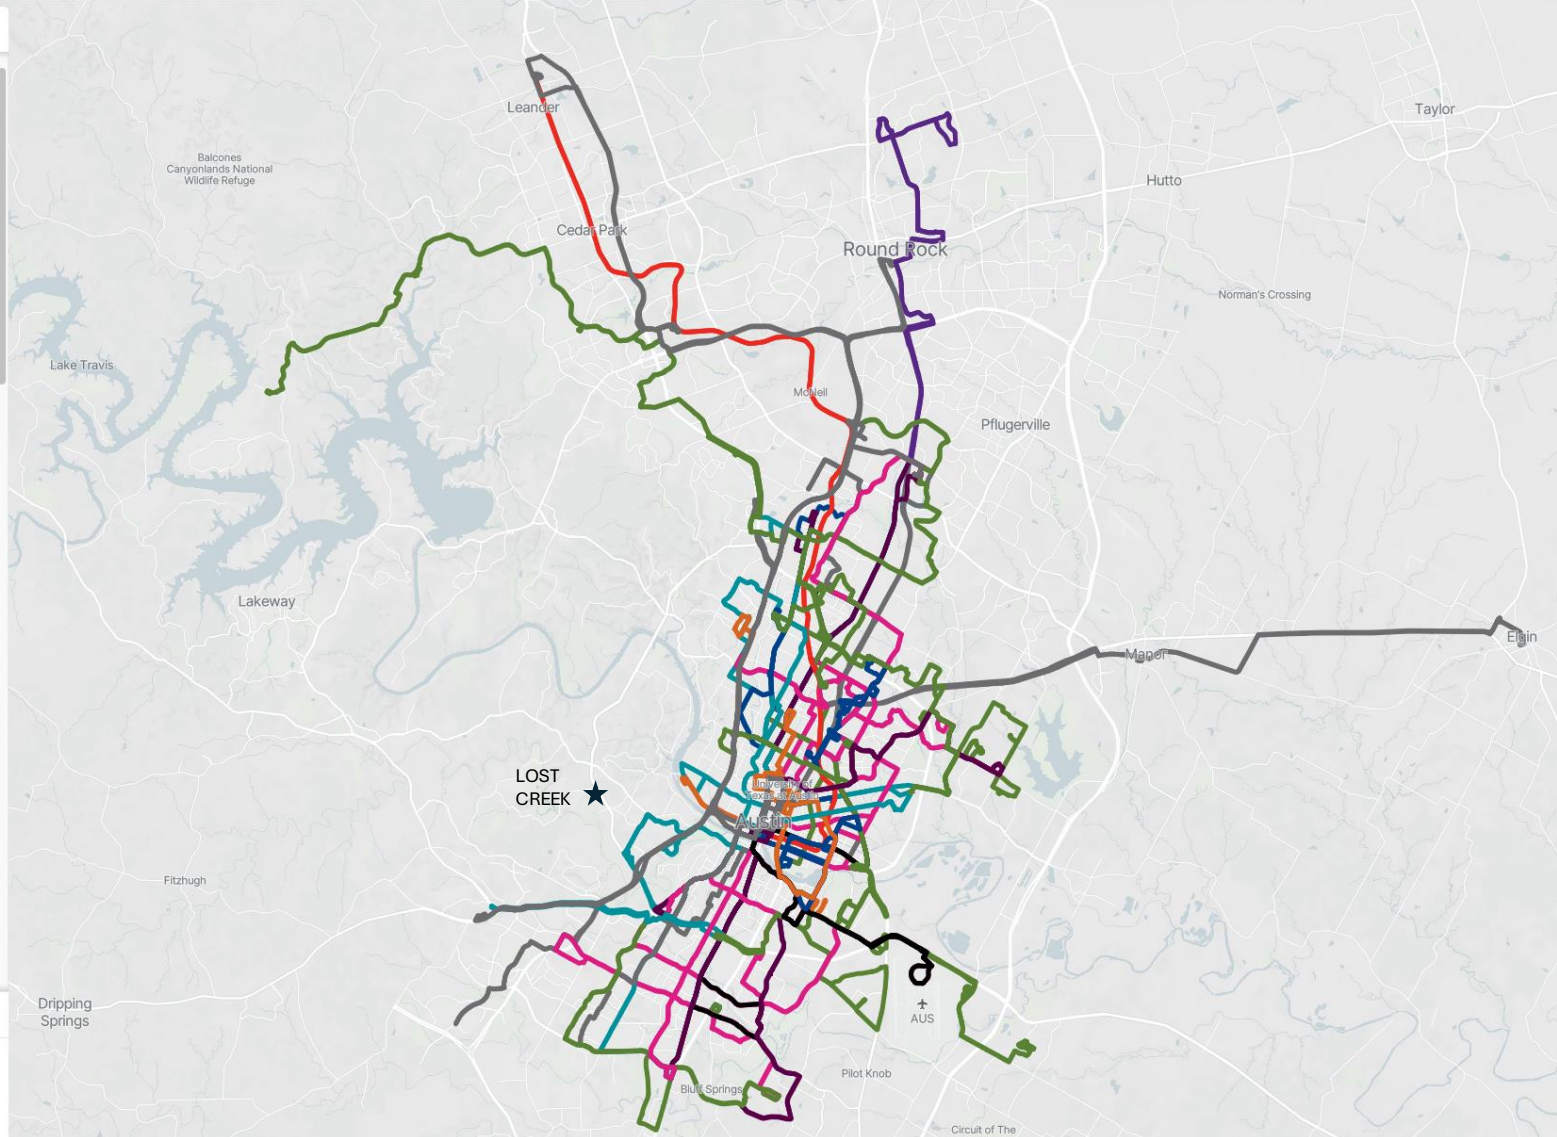 Leander
Taylor
Balcones
Canyonlands National
Wildlife Refuge
Hutto
Cedar Park
Round Rock
Norman's Crossing
Lake Travis
McNeil
Pflugerville
Lakeway
Manor
Elgin
LOST
CREEK
University of
Texas at Austin
Austin
Fitzhugh
Dripping
Springs
AUS
Pilot Knob
Bluff Springs
Circuit of The